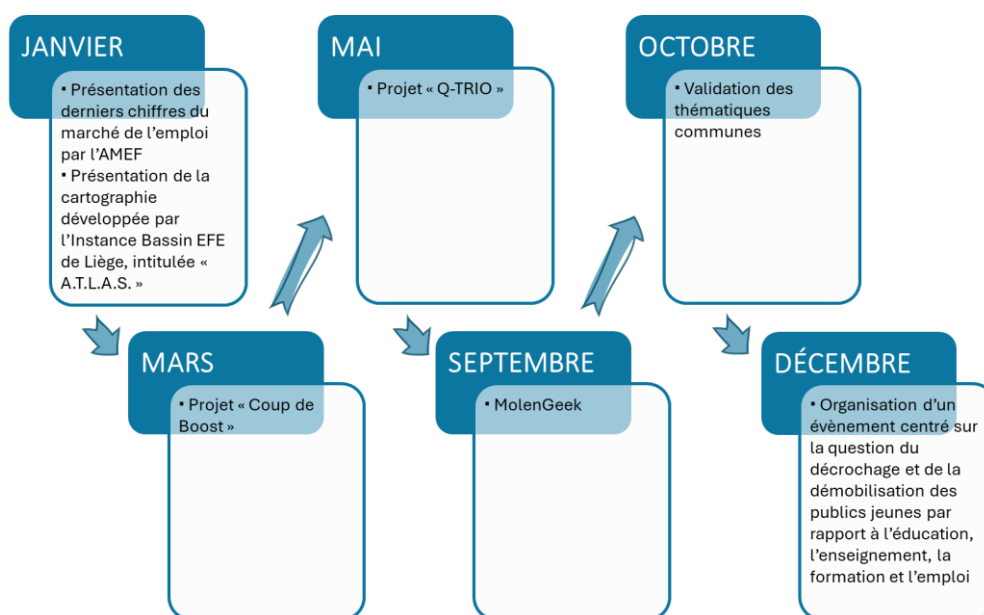 JANVIER
▪ Présentation des
derniers chiffres du
marché de l'emploi
par l'AMEF
▪ Présentation de la
cartographie
développée par
l'Instance Bassin EFE
de Liège, intitulée «
A.T.L.A.S. »
MARS
▪ Projet « Coup de
Boost »
MAI
▪ Projet « Q-TRIO »
SEPTEMBRE
▪ MolenGeek
OCTOBRE
▪ Validation des
thématiques
communes
DÉCEMBRE
▪ Organisation d'un
évènement centré sur
la question du
décrochage et de la
démobilisation des
publics jeunes par
rapport à l'éducation,
l'enseignement, la
formation et l'emploi